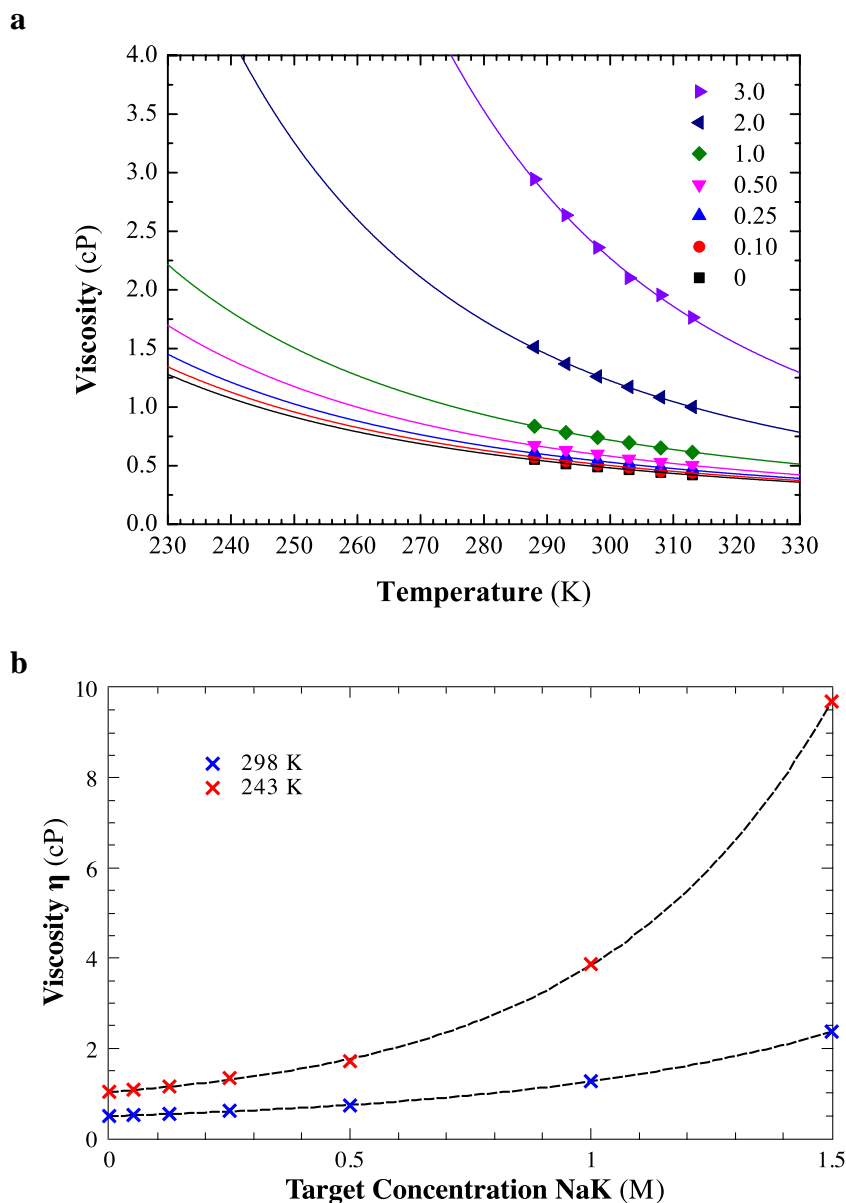 a
4.0
3.5
3.0
2.5
2.0
1.5
1.0
0.5
0.0
Viscosity (cP)
3.0
2.0
1.0
0.50
0.25
0.10
0
230 240 250 260 270 280 290 300 310 320 330
Temperature (K)
b
10
8
6
4
2
0
Viscosity η (cP)
298 K
243 K
0 0.5 1 1.5
Target Concentration NaK (M)